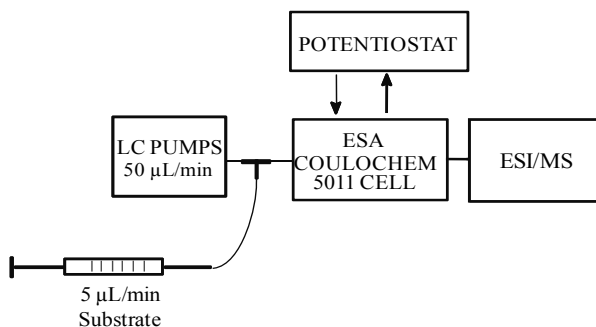 POTENTIOSTAT
LC PUMPS
50 µL/min
ESA
COULOCHEM
5011 CELL
ESI/MS
5 µL/min
Substrate